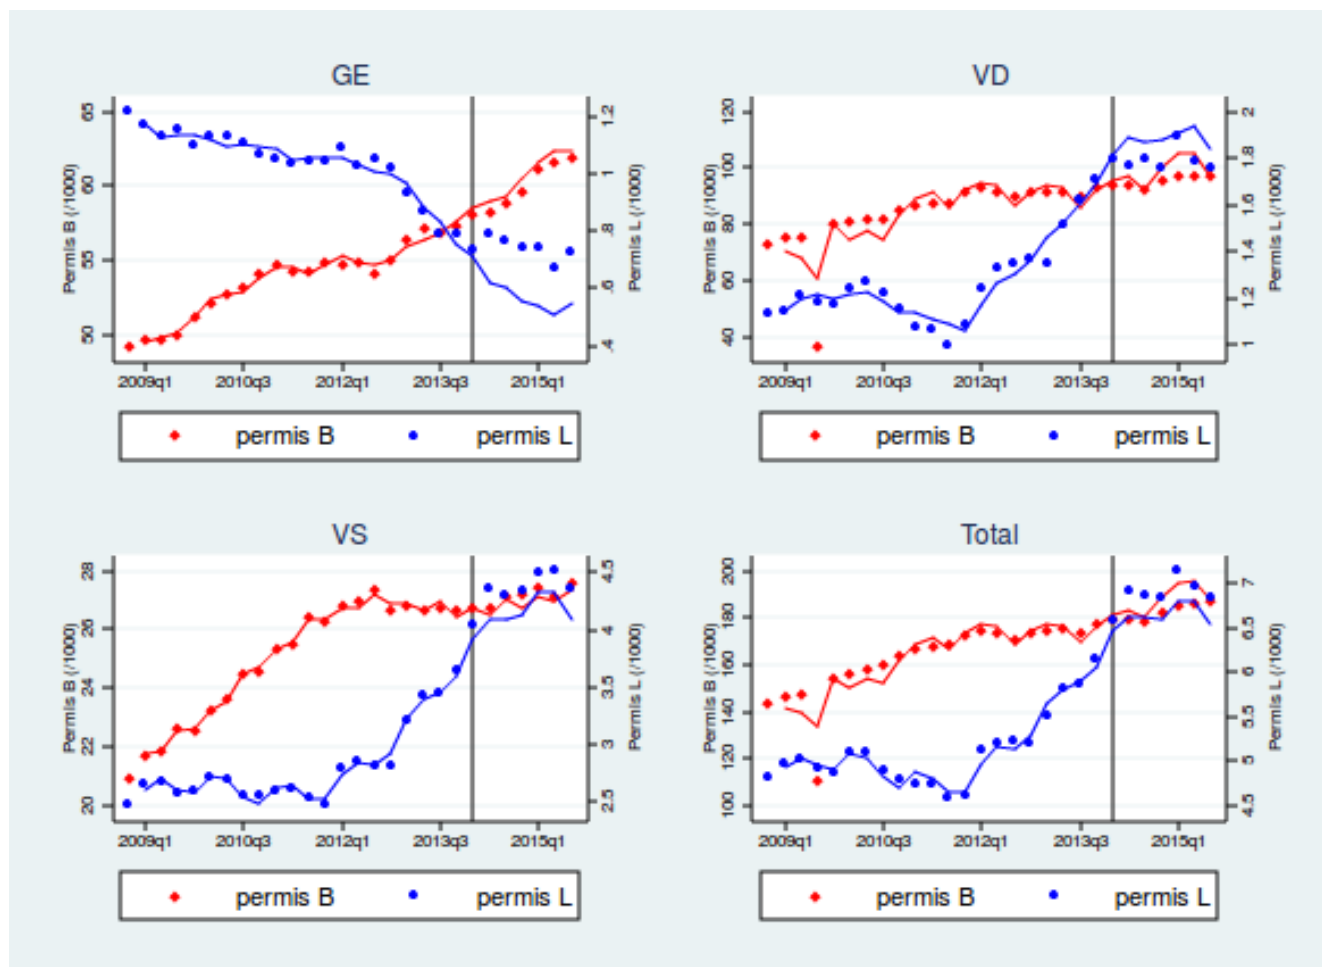 GE
Permis B (/1000)
65
60
55
50
Permis L (/1000)
1.2
1
.8
.6
.4
2009q1 2010q3 2012q1 2013q3 2015q1
permis B permis L
VD
Permis B (/1000)
120
100
80
60
40
Permis L (/1000)
2
1.8
1.6
1.4
1.2
1
2009q1 2010q3 2012q1 2013q3 2015q1
permis B permis L
VS
Permis B (/1000)
28
26
24
22
20
Permis L (/1000)
4.5
4
3.5
3
2.5
2009q1 2010q3 2012q1 2013q3 2015q1
permis B permis L
Total
Permis B (/1000)
200
180
160
140
120
100
Permis L (/1000)
7
6.5
6
5.5
5
4.5
2009q1 2010q3 2012q1 2013q3 2015q1
permis B permis L